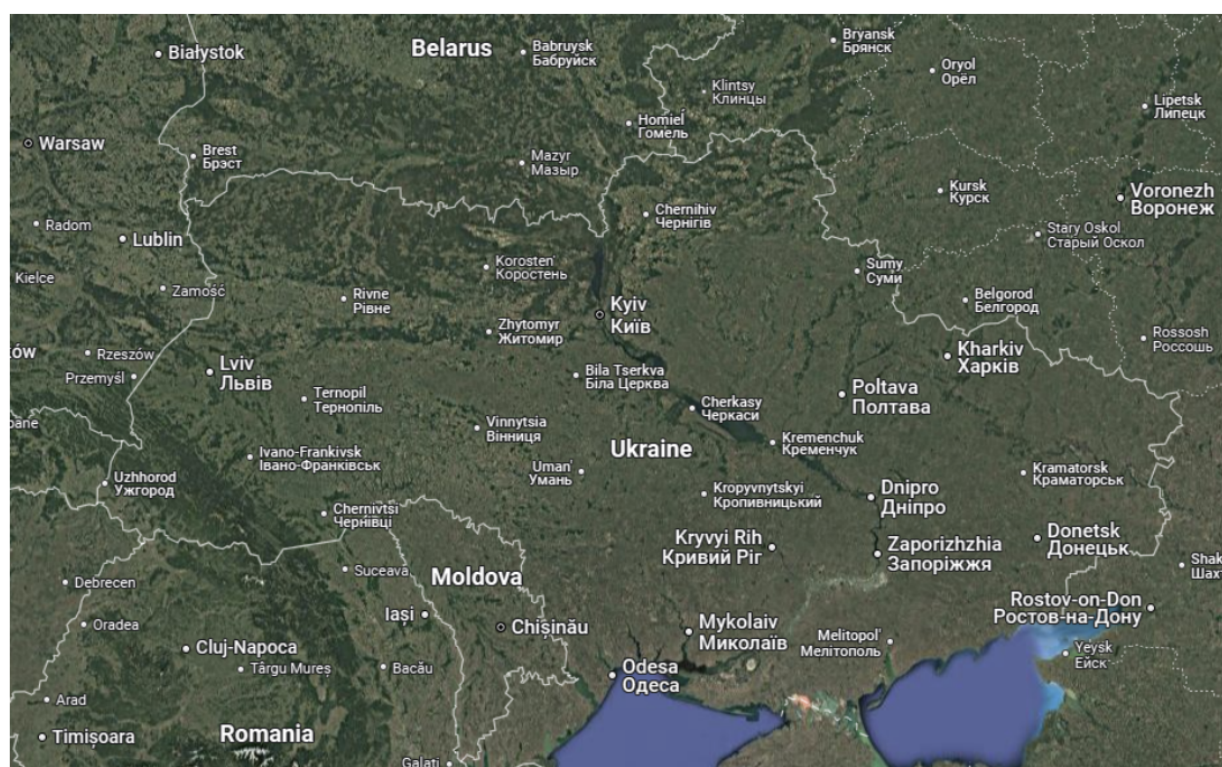 Białystok
Belarus
Babruysk
Бабруйск
Bryansk
Брянск
Oryol
Орёл
Klintsy
Клинцы
Lipetsk
Липецк
Homieĺ
Гомель
Warsaw
Brest
Брэст
Mazyr
Мазыр
Kursk
Курск
Voronezh
Воронеж
Radom
Lublin
Chernihiv
Чернігів
Stary Oskol
Старый Оскол
Kielce
Zamość
Korosten'
Коростень
Sumy
Суми
Rivne
Рівне
Kyiv
Київ
Belgorod
Белгород
Zhytomyr
Житомир
Rossosh
Россошь
ów
Rzeszów
Przemyśl
Lviv
Львів
Kharkiv
Харків
Bila Tserkva
Біла Церква
Ternopil
Тернопіль
Poltava
Полтава
Cherkasy
Черкаси
Vinnytsia
Вінниця
Kremenchuk
Кременчук
Ukraine
Ivano-Frankivsk
Івано-Франківськ
Uman'
Умань
Uzhhorod
Ужгород
Kramatorsk
Краматорськ
Kropyvnytskyi
Кропивницький
Dnipro
Дніпро
Chernivtsi
Чернівці
Kryvyi Rih
Кривий Ріг
Donetsk
Донецьк
Zaporizhzhia
Запоріжжя
Shak
Шахт
Debrecen
Suceava
Moldova
Rostov-on-Don
Ростов-на-Дону
Oradea
Iași
Chișinău
Mykolaiv
Миколаїв
Melitopol'
Мелітополь
Yeysk
Ейск
Cluj-Napoca
Târgu Mureș
Bacău
Odesa
Одеса
Arad
Timișoara
Romania
Galați